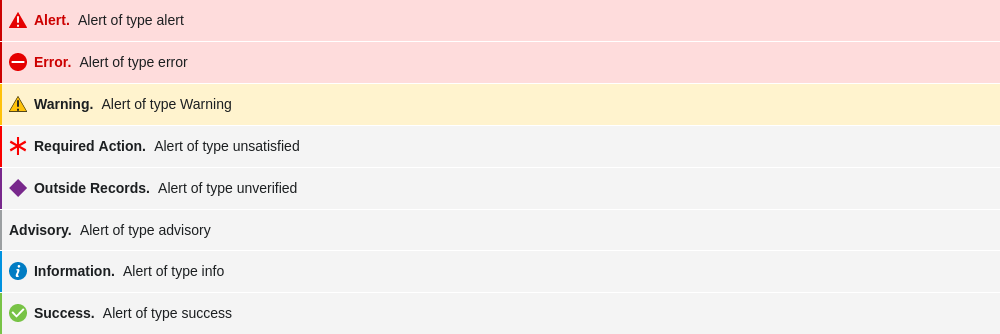 Alert. Alert of type alert
Error. Alert of type error
Warning. Alert of type Warning
Required Action. Alert of type unsatisfied
Outside Records. Alert of type unverified
Advisory. Alert of type advisory
Information. Alert of type info
Success. Alert of type success